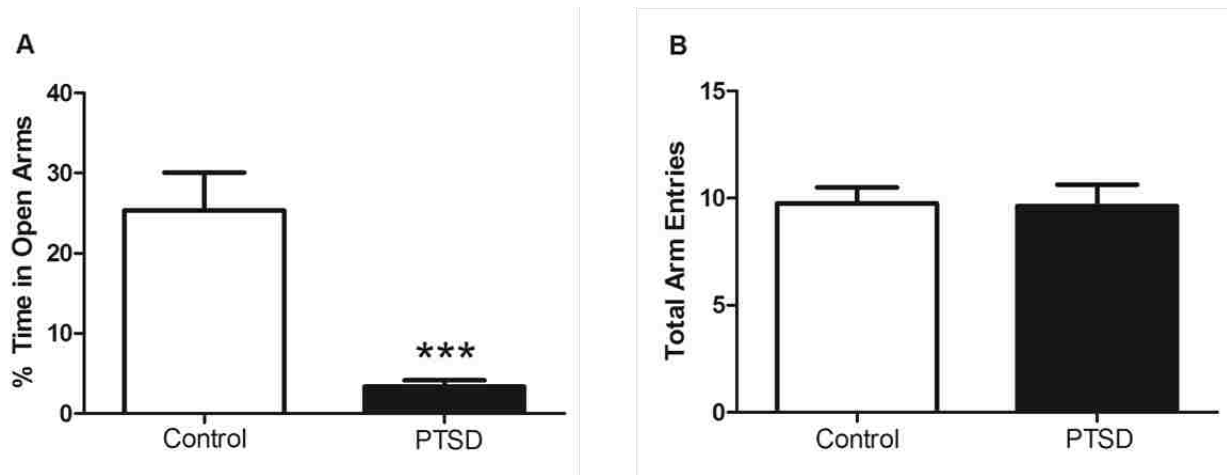 A
% Time in Open Arms
40
30
20
10
0
***
Control
PTSD
B
Total Arm Entries
15
10
5
0
Control
PTSD